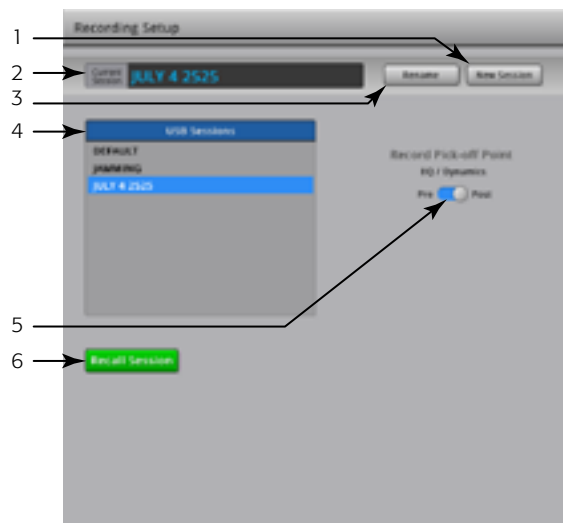 Recording Setup
1
2
Current Session
JULY 4 2525
Rename
New Session
3
4
USB Sessions
DEFAULT
JAMMING
JULY 4 2525
Record Pick-off Point
EQ / Dynamics
Pre
Post
5
6
Recall Session